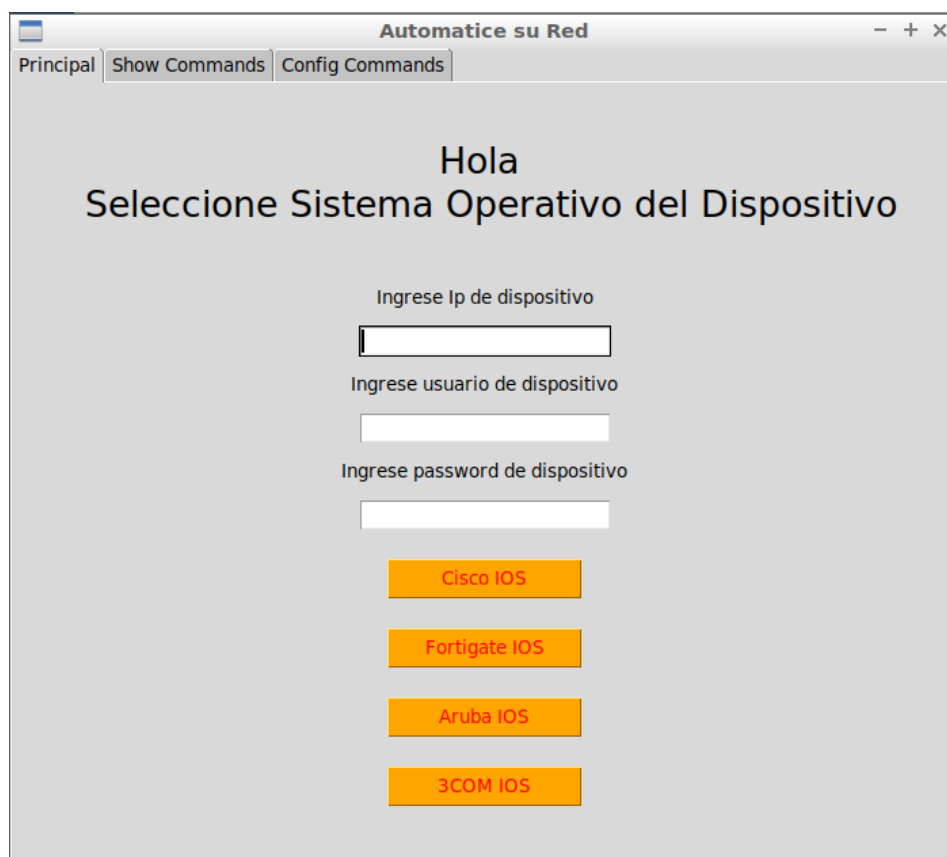 Automatice su Red
Principal Show Commands Config Commands
Hola
Seleccione Sistema Operativo del Dispositivo
Ingrese Ip de dispositivo
Ingrese usuario de dispositivo
Ingrese password de dispositivo
Cisco IOS
Fortigate IOS
Aruba IOS
3COM IOS